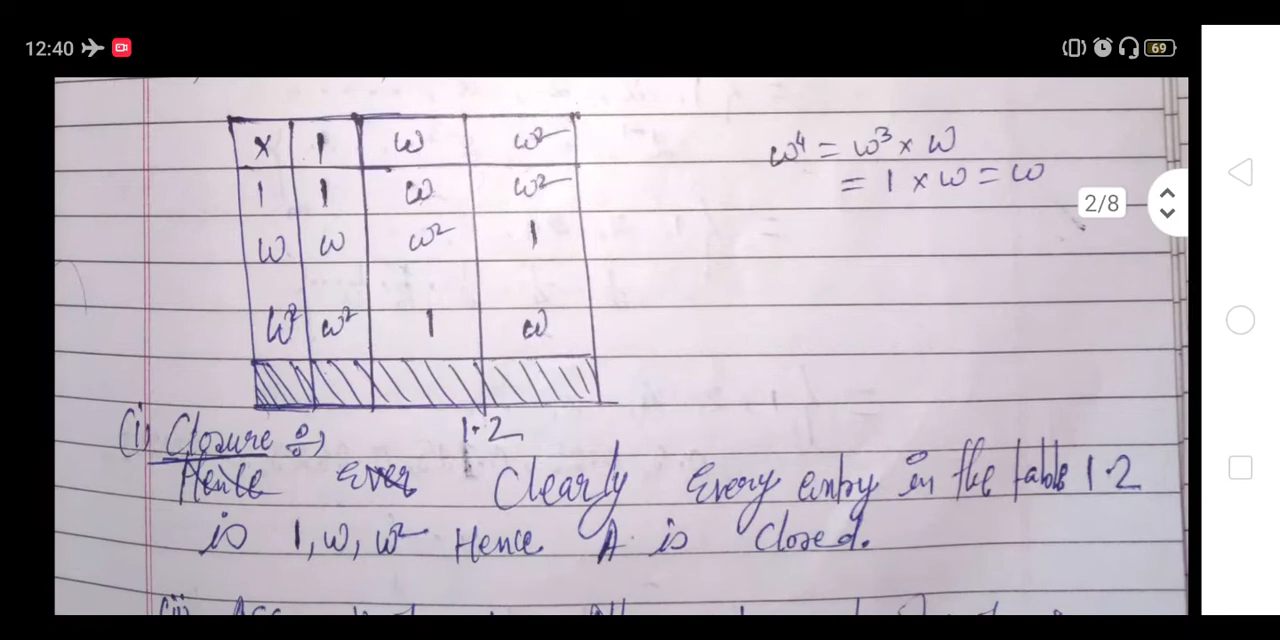 12:40
69
× 1 ω ω²
1 1 ω ω²
ω ω ω² 1
ω² ω² 1 ω
ω⁴ = ω³ × ω
= 1 × ω = ω
2/8
1.2
(i) Closure
Hence Ever Clearly Every entry in the table 1.2
is 1, ω, ω² Hence A is Closed.